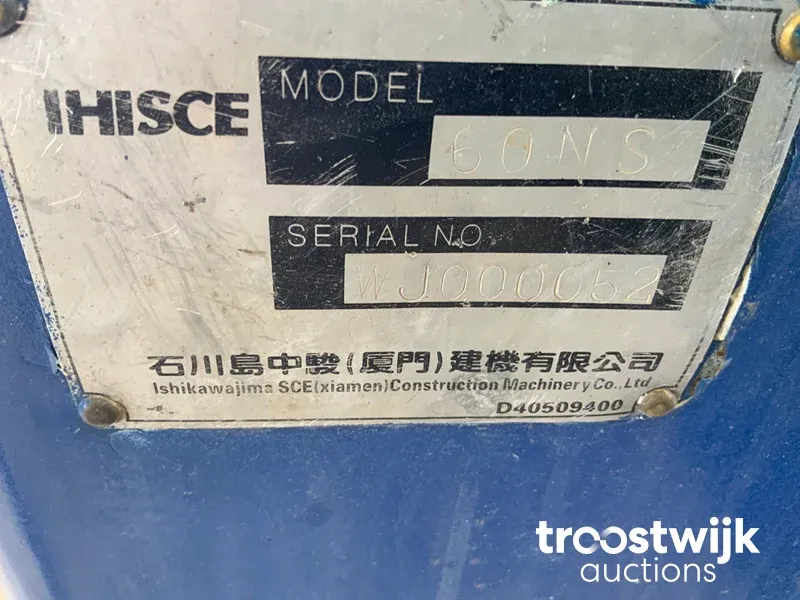 IHISCE
MODEL
60NS
SERIAL NO
WJ000052
石川島中駿(廈門)建機有限公司
Ishikawajima SCE(xiamen)Construction Machinery Co.,Ltd
D40509400
troostwijk
auctions